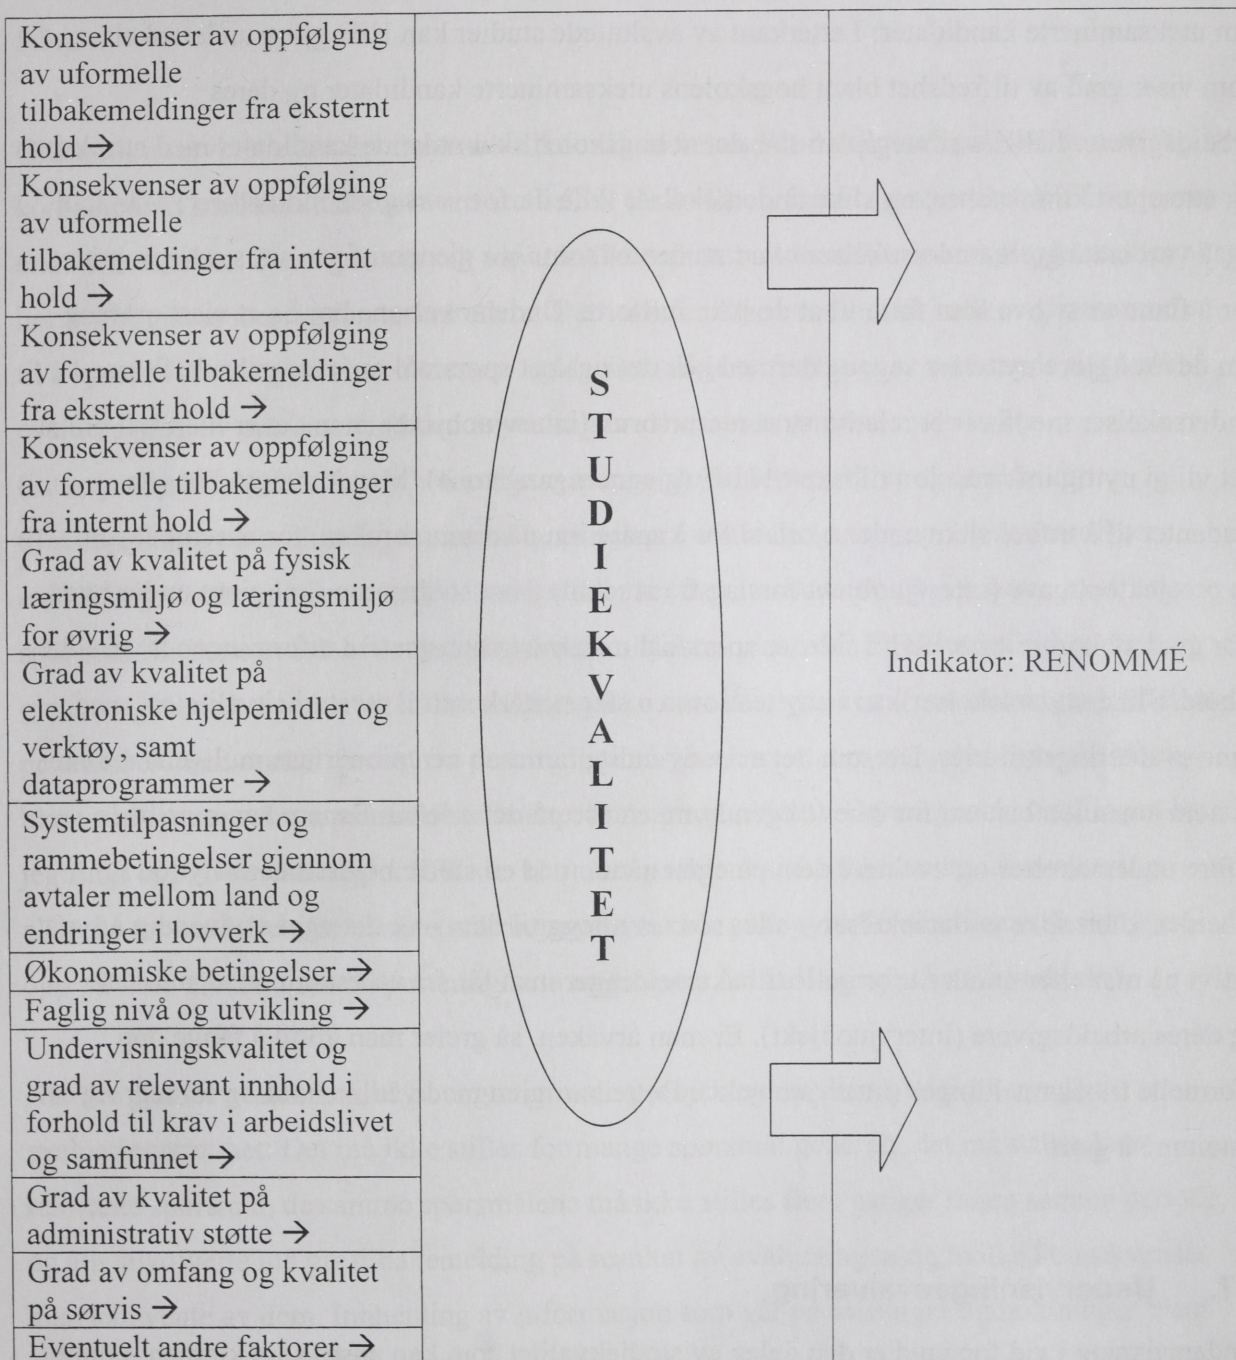 Konsekvenser av oppfølging
av uformelle
tilbakemeldinger fra eksternt
hold →
Konsekvenser av oppfølging
av uformelle
tilbakemeldinger fra internt
hold →
Konsekvenser av oppfølging
av formelle tilbakemeldinger
fra eksternt hold →
Konsekvenser av oppfølging
av formelle tilbakemeldinger
fra internt hold →
Grad av kvalitet på fysisk
læringsmiljø og læringsmiljø
for øvrig →
Grad av kvalitet på
elektroniske hjelpemidler og
verktøy, samt
dataprogrammer →
Systemtilpasninger og
rammebetingelser gjennom
avtaler mellom land og
endringer i lovverk →
Økonomiske betingelser →
Faglig nivå og utvikling →
Undervisningskvalitet og
grad av relevant innhold i
forhold til krav i arbeidslivet
og samfunnet →
Grad av kvalitet på
administrativ støtte →
Grad av omfang og kvalitet
på sørvis →
Eventuelt andre faktorer →
S
T
U
D
I
E
K
V
A
L
I
T
E
T
Indikator: RENOMMÉ